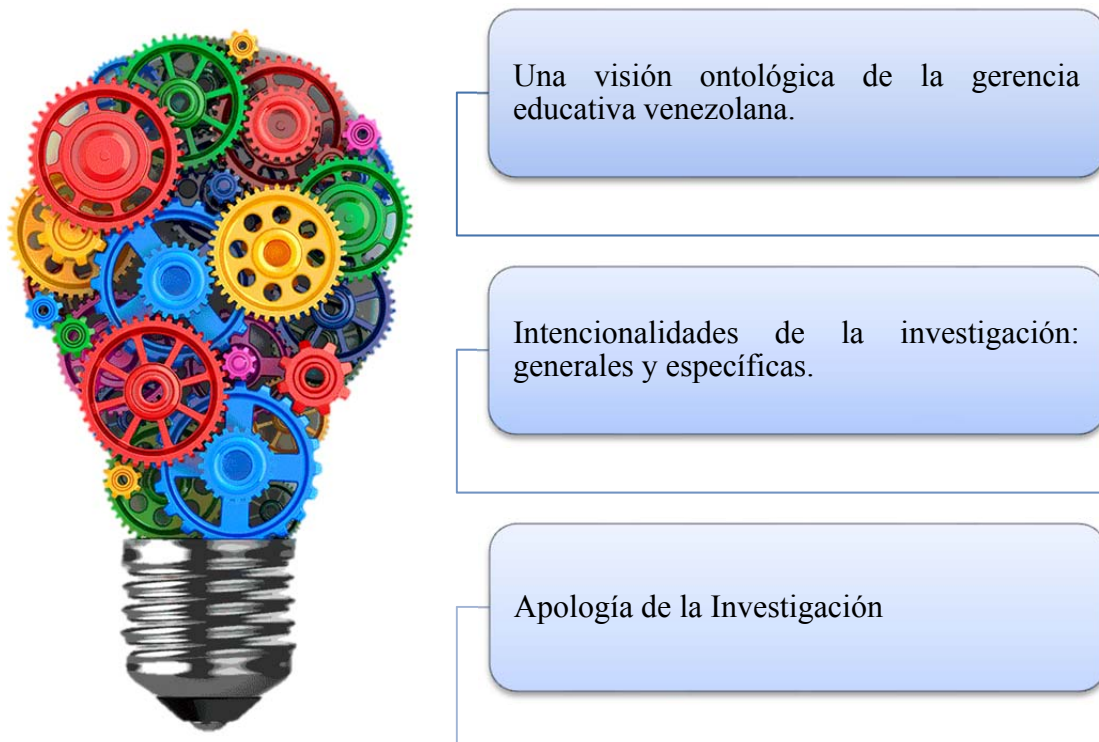 Una visión ontológica de la gerencia
educativa venezolana.
Intencionalidades de la investigación:
generales y específicas.
Apología de la Investigación